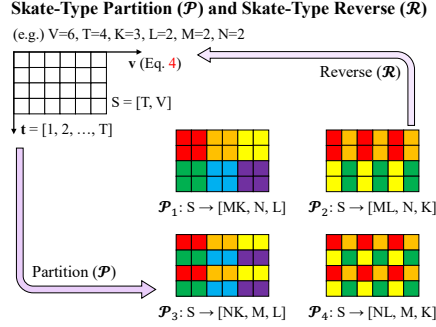 Skate-Type Partition (𝓟) and Skate-Type Reverse (𝓡)
(e.g.) V=6, T=4, K=3, L=2, M=2, N=2
v (Eq. 4)
Reverse (𝓡)
S = [T, V]
t = [1, 2, …, T]
𝓟₁: S → [MK, N, L]
𝓟₂: S → [ML, N, K]
Partition (𝓟)
𝓟₃: S → [NK, M, L]
𝓟₄: S → [NL, M, K]